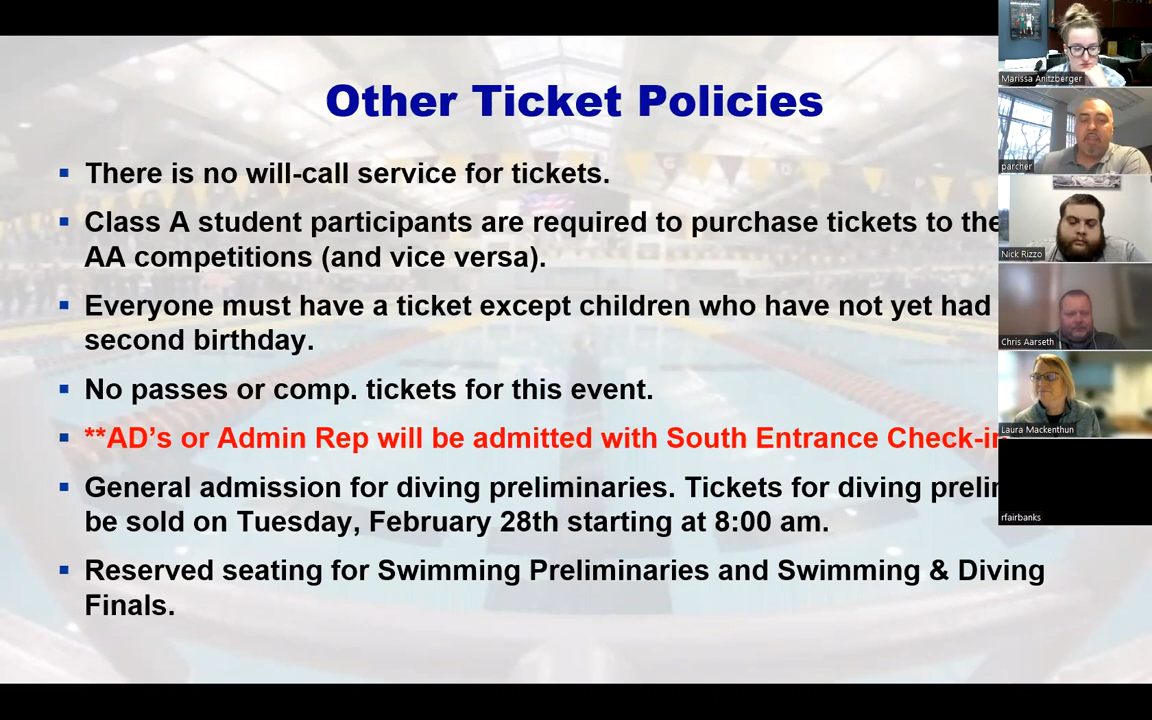 Other Ticket Policies
There is no will-call service for tickets.
Class A student participants are required to purchase tickets to the
AA competitions (and vice versa).
Everyone must have a ticket except children who have not yet had
second birthday.
No passes or comp. tickets for this event.
**AD's or Admin Rep will be admitted with South Entrance Check-in
General admission for diving preliminaries. Tickets for diving
be sold on Tuesday, February 28th starting at 8:00 am.
Reserved seating for Swimming Preliminaries and Swimming & Diving
Finals.
Marissa Anitzberger
parcher
Nick Rizzo
Chris Aarseth
Laura Mackenthun
rfairbanks